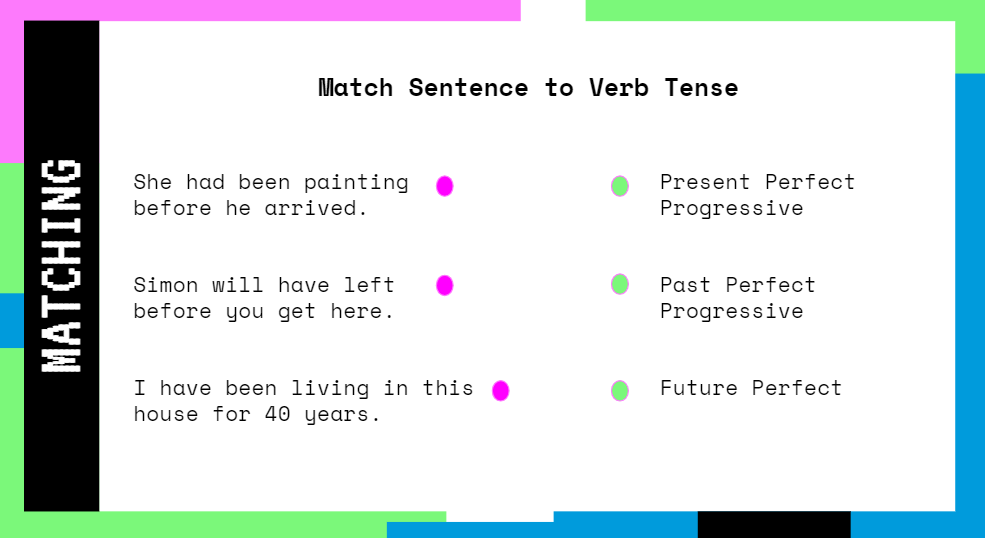 MATCHING
Match Sentence to Verb Tense
She had been painting
before he arrived.
Present Perfect
Progressive
Simon will have left
before you get here.
Past Perfect
Progressive
I have been living in this
house for 40 years.
Future Perfect